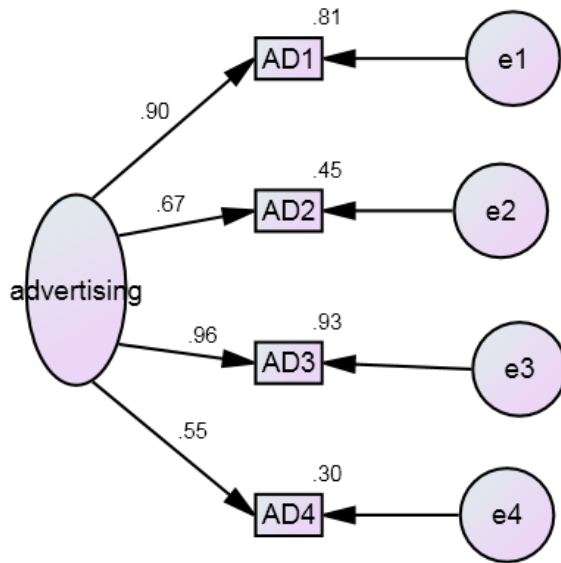 .81
AD1
e1
.90
.45
.67
AD2
e2
advertising
.93
.96
AD3
e3
.55
.30
AD4
e4